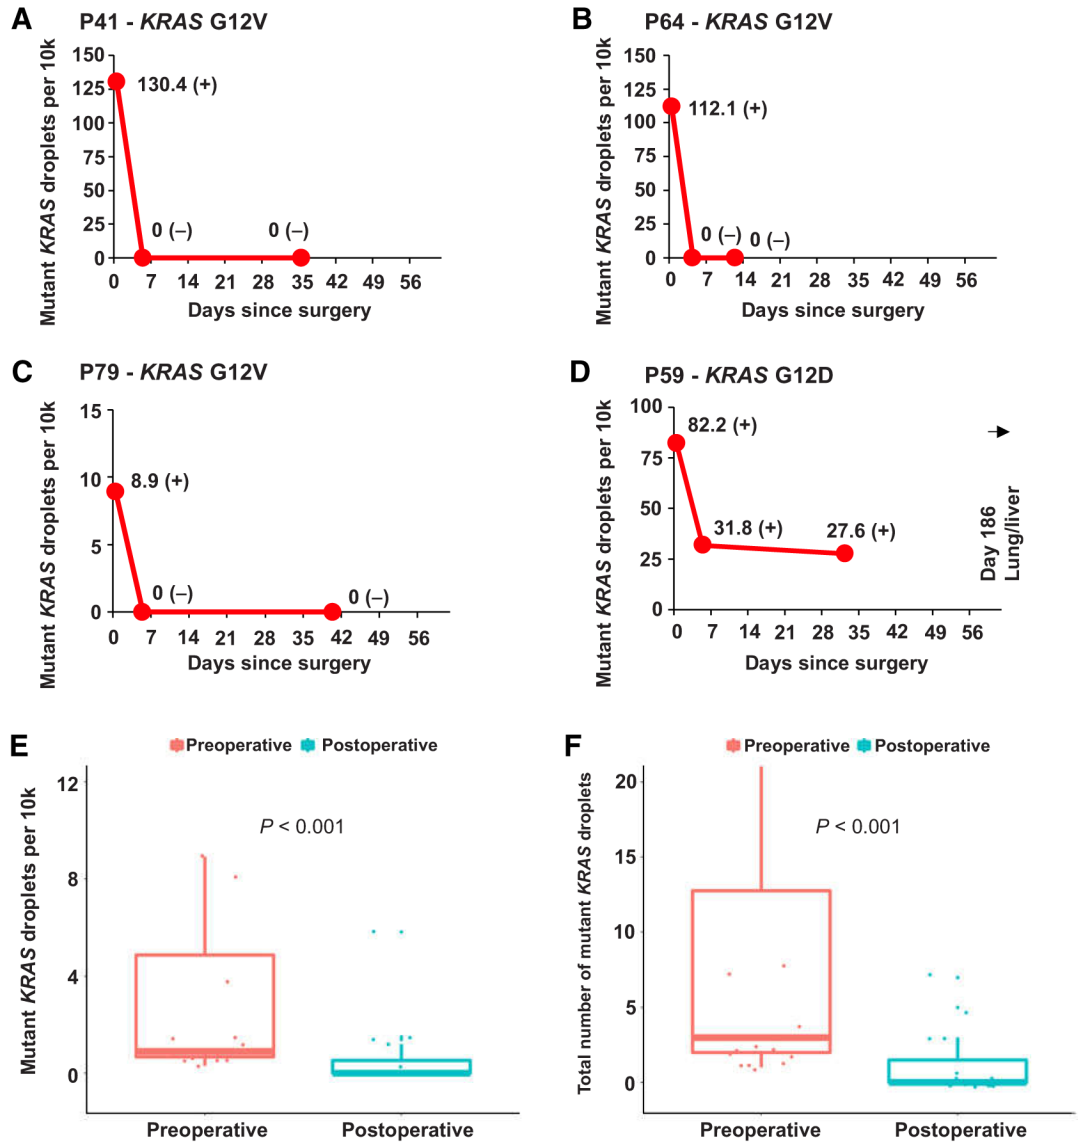 A P41 - KRAS G12V
Mutant KRAS droplets per 10k
150
125
100
75
50
25
0
130.4 (+)
0 (–) 0 (–)
0 7 14 21 28 35 42 49 56
Days since surgery
B P64 - KRAS G12V
Mutant KRAS droplets per 10k
150
125
100
75
50
25
0
112.1 (+)
0 (–) 0 (–)
0 7 14 21 28 35 42 49 56
Days since surgery
C P79 - KRAS G12V
Mutant KRAS droplets per 10k
15
10
5
0
8.9 (+)
0 (–) 0 (–)
0 7 14 21 28 35 42 49 56
Days since surgery
D P59 - KRAS G12D
Mutant KRAS droplets per 10k
100
75
50
25
0
82.2 (+)
31.8 (+) 27.6 (+)
Day 186
Lung/liver
0 7 14 21 28 35 42 49 56
Days since surgery
E
Preoperative Postoperative
Mutant KRAS droplets per 10k
12
8
4
0
P < 0.001
Preoperative Postoperative
F
Preoperative Postoperative
Total number of mutant KRAS droplets
20
15
10
5
0
P < 0.001
Preoperative Postoperative